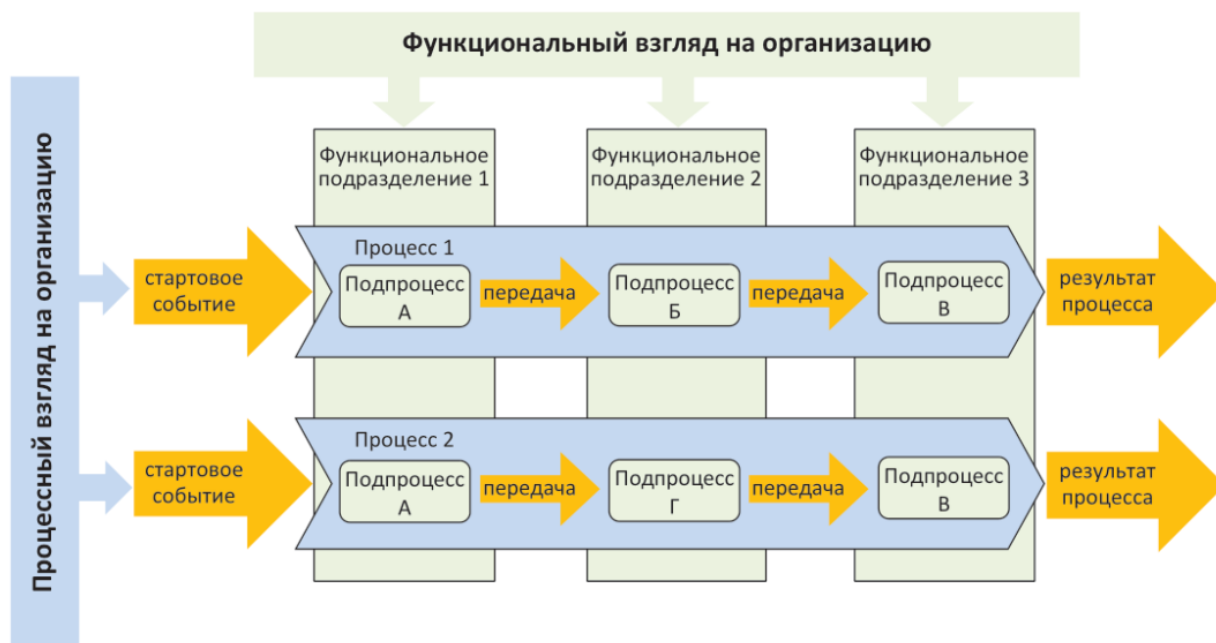 Функциональный взгляд на организацию
Процессный взгляд на организацию
Функциональное
подразделение 1
Функциональное
подразделение 2
Функциональное
подразделение 3
стартовое
событие
Процесс 1
Подпроцесс
А
передача
Подпроцесс
Б
передача
Подпроцесс
В
результат
процесса
стартовое
событие
Процесс 2
Подпроцесс
А
передача
Подпроцесс
Г
передача
Подпроцесс
В
результат
процесса